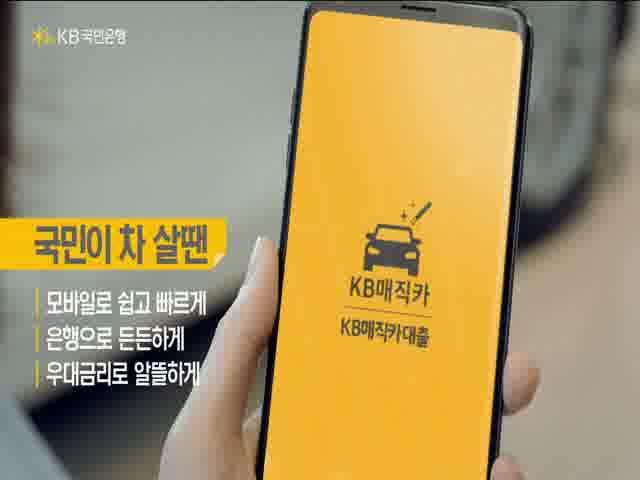 KB국민은행
국민이 차 살땐
모바일로 쉽고 빠르게
은행으로 든든하게
우대금리로 알뜰하게
KB매직카
KB매직카대출